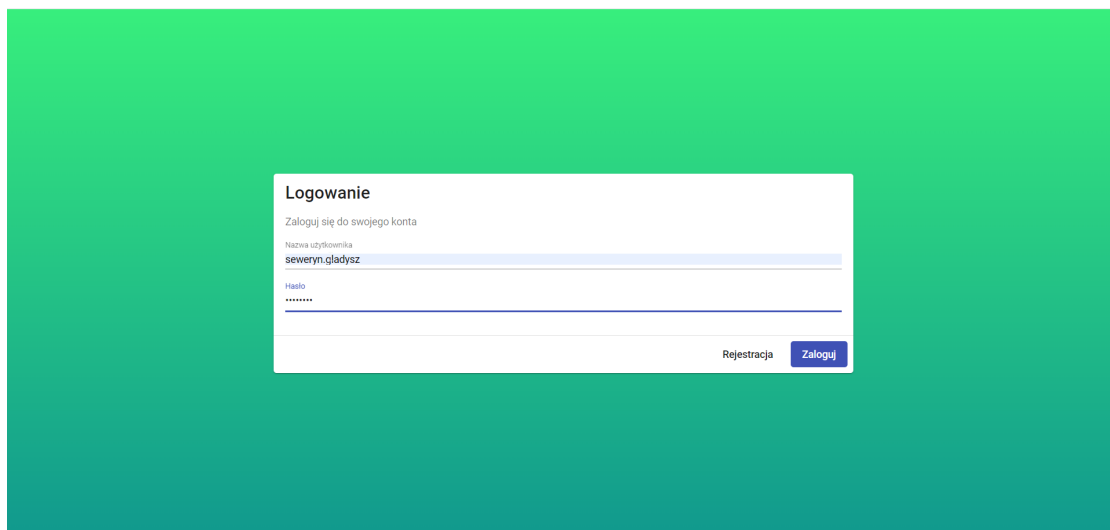 Logowanie
Zaloguj się do swojego konta
Nazwa użytkownika
seweryn.gladysz
Hasło
••••••••
Rejestracja Zaloguj